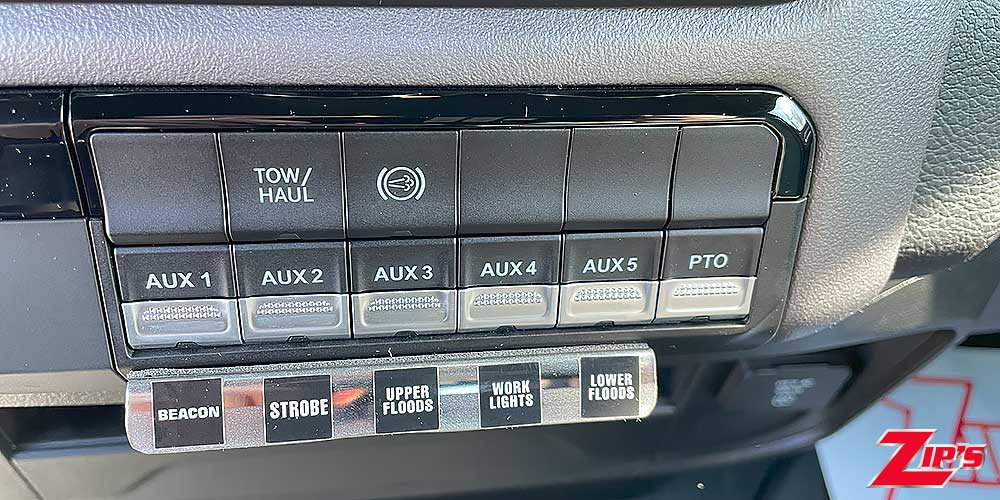 TOW/
HAUL
AUX 1 AUX 2 AUX 3 AUX 4 AUX 5 PTO
BEACON STROBE UPPER FLOODS WORK LIGHTS LOWER FLOODS
ZIP'S